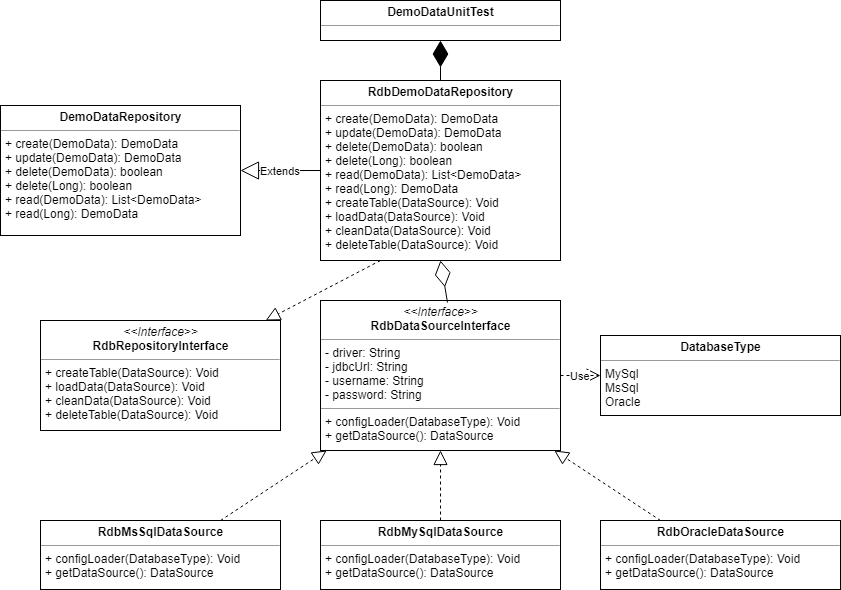 DemoDataUnitTest
RdbDemoDataRepository
+ create(DemoData): DemoData
+ update(DemoData): DemoData
+ delete(DemoData): boolean
+ delete(Long): boolean
+ read(DemoData): List<DemoData>
+ read(Long): DemoData
+ createTable(DataSource): Void
+ loadData(DataSource): Void
+ cleanData(DataSource): Void
+ deleteTable(DataSource): Void
DemoDataRepository
+ create(DemoData): DemoData
+ update(DemoData): DemoData
+ delete(DemoData): boolean
+ delete(Long): boolean
+ read(DemoData): List<DemoData>
+ read(Long): DemoData
Extends
<<Interface>>
RdbRepositoryInterface
+ createTable(DataSource): Void
+ loadData(DataSource): Void
+ cleanData(DataSource): Void
+ deleteTable(DataSource): Void
<<Interface>>
RdbDataSourceInterface
- driver: String
- jdbcUrl: String
- username: String
- password: String
+ configLoader(DatabaseType): Void
+ getDataSource(): DataSource
Use
DatabaseType
MySql
MsSql
Oracle
RdbMsSqlDataSource
+ configLoader(DatabaseType): Void
+ getDataSource(): DataSource
RdbMySqlDataSource
+ configLoader(DatabaseType): Void
+ getDataSource(): DataSource
RdbOracleDataSource
+ configLoader(DatabaseType): Void
+ getDataSource(): DataSource